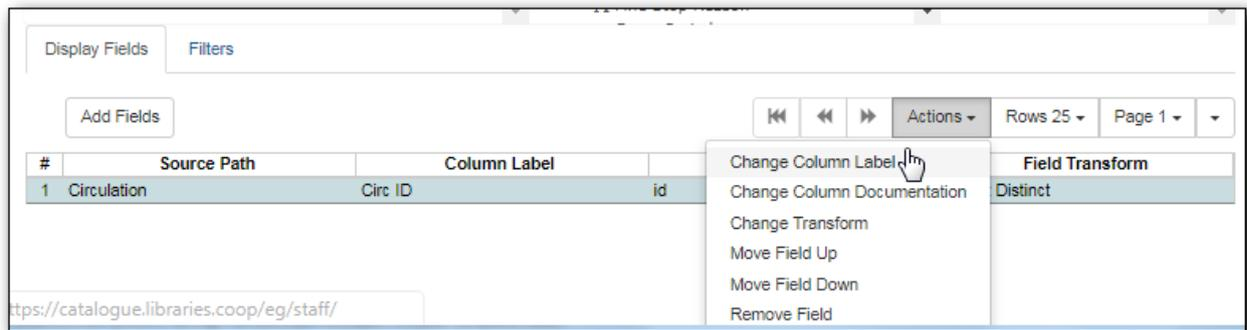 Display Fields Filters
Add Fields Actions Rows 25 Page 1
# Source Path Column Label Field Transform
1 Circulation Circ ID id Distinct
Change Column Label
Change Column Documentation
Change Transform
Move Field Up
Move Field Down
Remove Field
ttps://catalogue.libraries.coop/eg/staff/